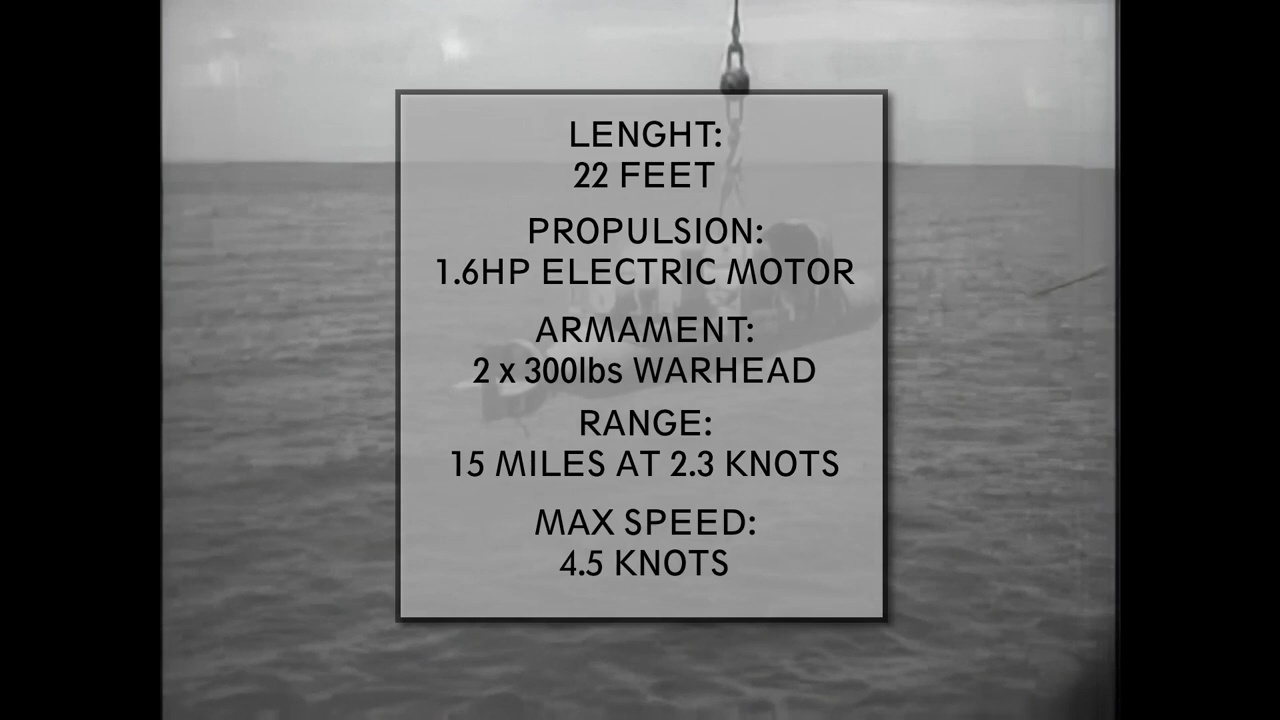 LENGHT:
22 FEET
PROPULSION:
1.6HP ELECTRIC MOTOR
ARMAMENT:
2 x 300lbs WARHEAD
RANGE:
15 MILES AT 2.3 KNOTS
MAX SPEED:
4.5 KNOTS